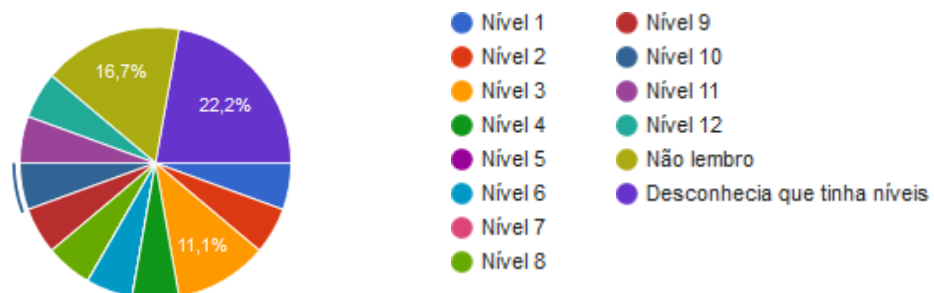 16,7%
22,2%
11,1%
Nível 1
Nível 2
Nível 3
Nível 4
Nível 5
Nível 6
Nível 7
Nível 8
Nível 9
Nível 10
Nível 11
Nível 12
Não lembro
Desconhecia que tinha níveis